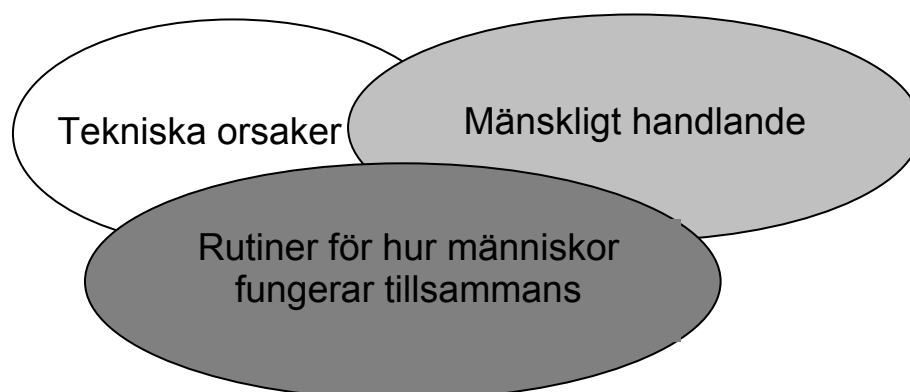 Tekniska orsaker
Mänskligt handlande
Rutiner för hur människor
fungerar tillsammans